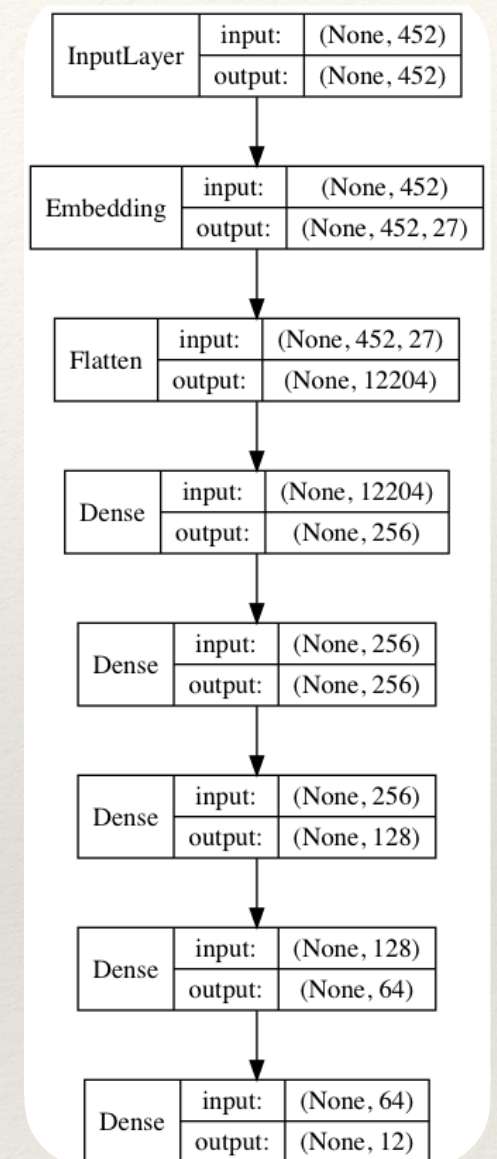 InputLayer input: (None, 452)
output: (None, 452)
Embedding input: (None, 452)
output: (None, 452, 27)
Flatten input: (None, 452, 27)
output: (None, 12204)
Dense input: (None, 12204)
output: (None, 256)
Dense input: (None, 256)
output: (None, 256)
Dense input: (None, 256)
output: (None, 128)
Dense input: (None, 128)
output: (None, 64)
Dense input: (None, 64)
output: (None, 12)